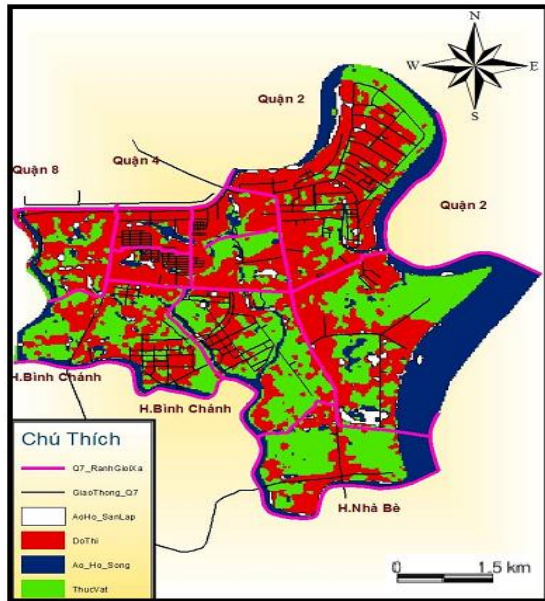 N
W E
S
Quận 2
Quận 4
Quận 8
Quận 2
H.Bình Chánh
H.Bình Chánh
H.Nhà Bè
Chú Thích
Q7_RanhGioiXa
GiaoThong_Q7
AoHo_SanLap
DoThi
Ao_Ho_Song
ThucVat
0 1.5 km